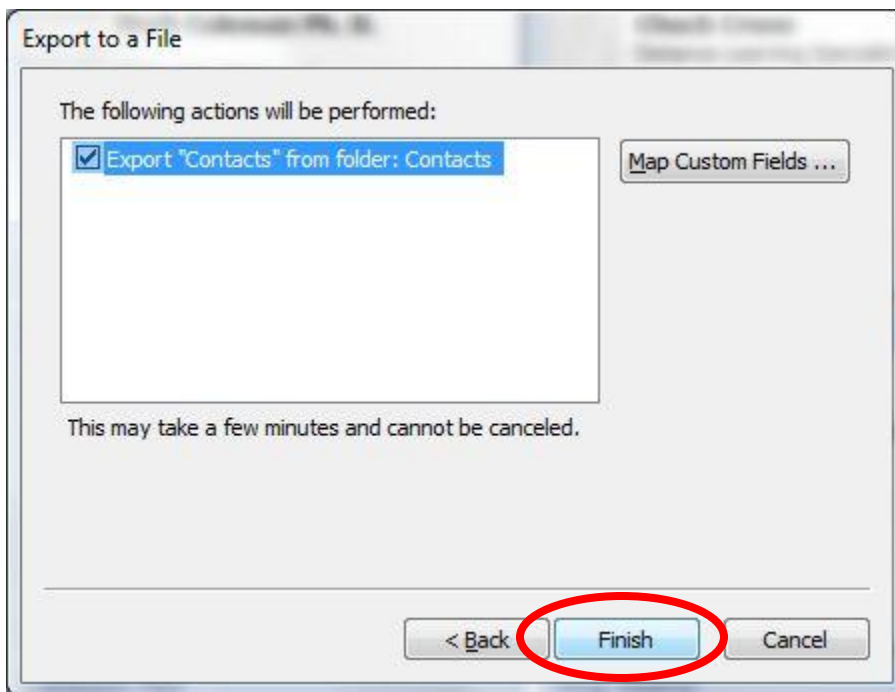 Export to a File
The following actions will be performed:
Export "Contacts" from folder: Contacts
Map Custom Fields ...
This may take a few minutes and cannot be canceled.
< Back
Finish
Cancel